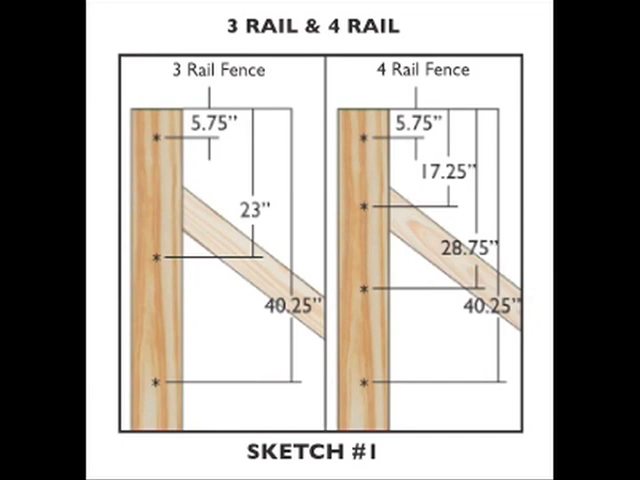 3 RAIL & 4 RAIL
3 Rail Fence
4 Rail Fence
5.75”
5.75”
17.25”
23”
28.75”
40.25”
40.25”
SKETCH #1